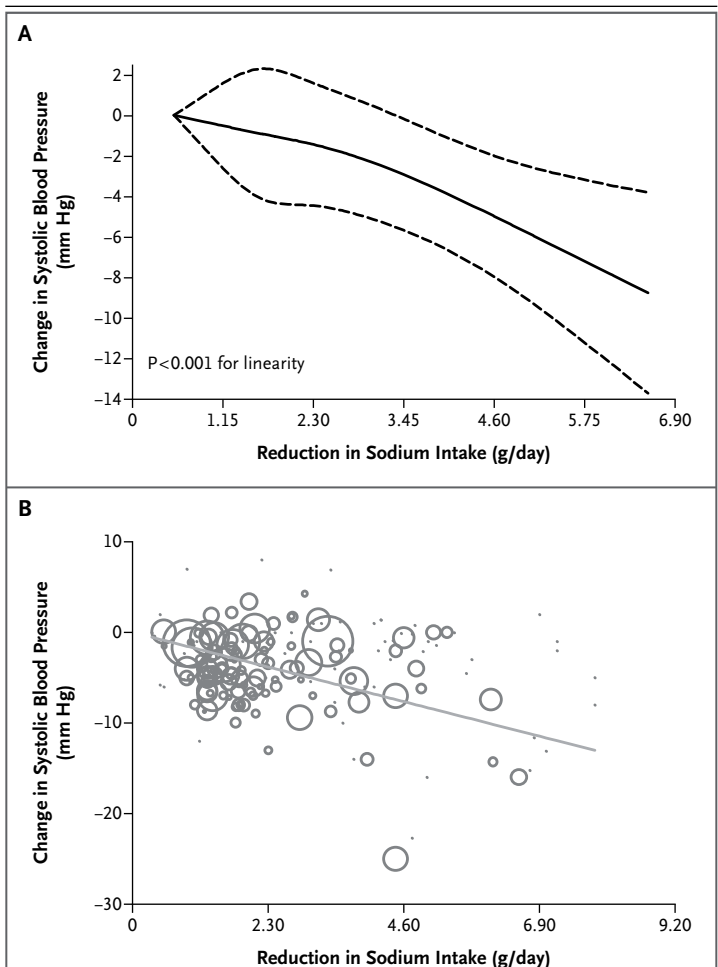 A
Change in Systolic Blood Pressure
(mm Hg)
2
0
−2
−4
−6
−8
−10
−12
−14
P<0.001 for linearity
0
1.15
2.30
3.45
4.60
5.75
6.90
Reduction in Sodium Intake (g/day)
B
Change in Systolic Blood Pressure
(mm Hg)
10
0
−10
−20
−30
0
2.30
4.60
6.90
9.20
Reduction in Sodium Intake (g/day)